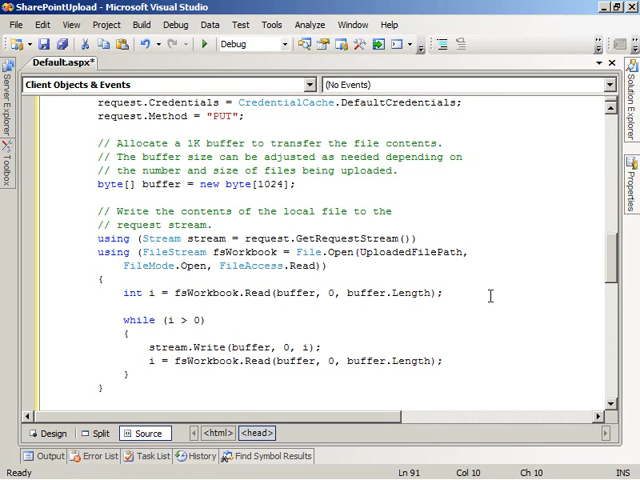 SharePointUpload - Microsoft Visual Studio
File Edit View Project Build Debug Data Test Tools Analyze Window Help
Debug
Default.aspx*
Client Objects & Events (No Events)
request.Credentials = CredentialCache.DefaultCredentials;
request.Method = "PUT";
// Allocate a 1K buffer to transfer the file contents.
// The buffer size can be adjusted as needed depending on
// the number and size of files being uploaded.
byte[] buffer = new byte[1024];
// Write the contents of the local file to the
// request stream.
using (Stream stream = request.GetRequestStream())
using (FileStream fsWorkbook = File.Open(UploadedFilePath,
FileMode.Open, FileAccess.Read))
{
int i = fsWorkbook.Read(buffer, 0, buffer.Length);
while (i > 0)
{
stream.Write(buffer, 0, i);
i = fsWorkbook.Read(buffer, 0, buffer.Length);
}
}
Server Explorer
Toolbox
Solution Explorer
Properties
Design Split Source <html> <head>
Output Error List Task List History Find Symbol Results
Ready Ln 91 Col 10 Ch 10 INS